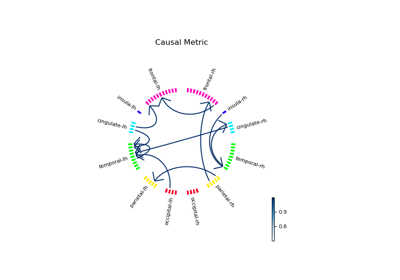 Causal Metric
frontal-lh
frontal-rh
insula-lh
insula-rh
cingulate-lh
cingulate-rh
temporal-lh
temporal-rh
parietal-lh
parietal-rh
occipital-lh
occipital-rh
0.9
0.8